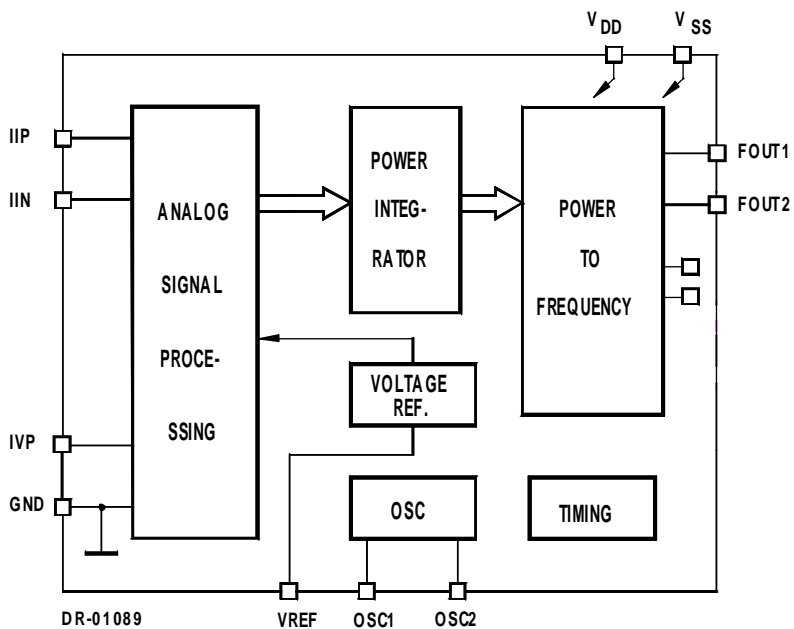 V DD
V SS
IIP
IIN
IVP
GND
ANALOG
SIGNAL
PROCE-
SSING
POWER
INTEG-
RATOR
VOLTAGE
REF.
OSC
POWER
TO
FREQUENCY
TIMING
FOUT1
FOUT2
DR-01089
VREF
OSC1
OSC2